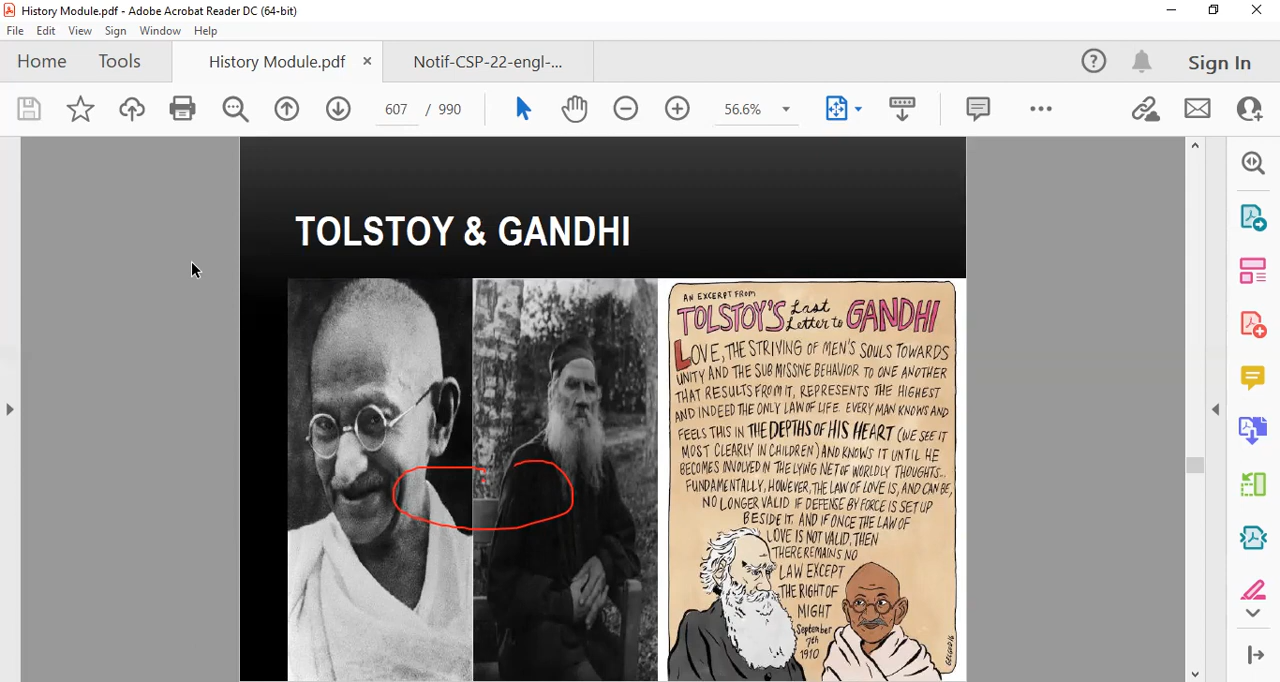 History Module.pdf - Adobe Acrobat Reader DC (64-bit)
File Edit View Sign Window Help
Home Tools History Module.pdf × Notif-CSP-22-engl-... Sign In
607 / 990 56.6%
TOLSTOY & GANDHI
AN EXCERPT FROM
TOLSTOY'S Last Letter to GANDHI
LOVE, THE STRIVING OF MEN'S SOULS TOWARDS
UNITY AND THE SUBMISSIVE BEHAVIOR TO ONE ANOTHER
THAT RESULTS FROM IT, REPRESENTS THE HIGHEST
AND INDEED THE ONLY LAW OF LIFE. EVERY MAN KNOWS AND
FEELS THIS IN THE DEPTHS OF HIS HEART (WE SEE IT
MOST CLEARLY IN CHILDREN) AND KNOWS IT UNTIL HE
BECOMES INVOLVED IN THE LYING NET OF WORLDLY THOUGHTS...
FUNDAMENTALLY, HOWEVER, THE LAW OF LOVE IS, AND CAN BE,
NO LONGER VALID IF DEFENSE BY FORCE IS SET UP
BESIDE IT. AND IF ONCE THE LAW OF
LOVE IS NOT VALID, THEN
THERE REMAINS NO
LAW EXCEPT
THE RIGHT OF
MIGHT
September
7th
1910